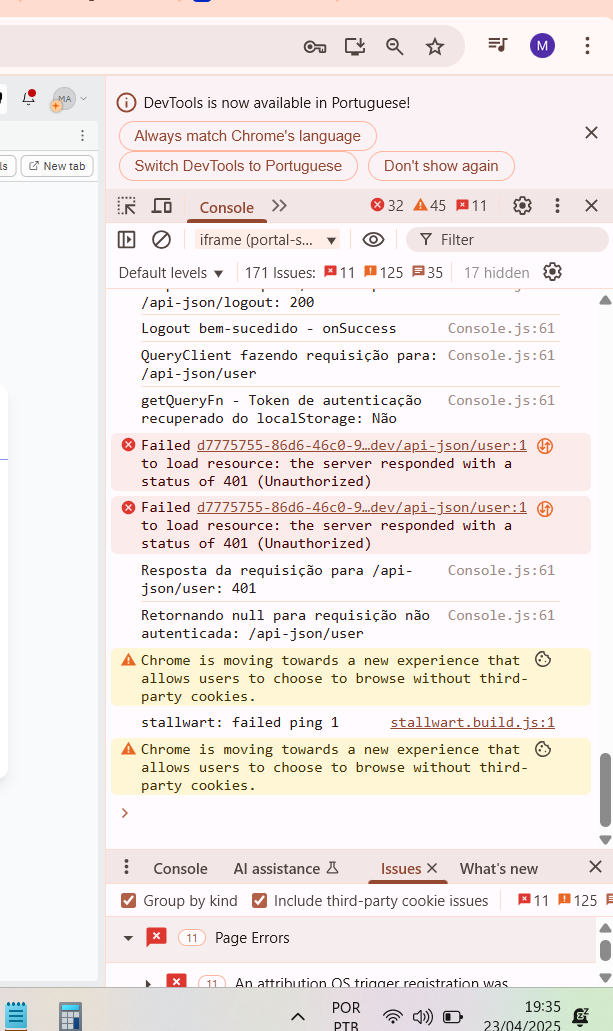 MA
M
ls
New tab
DevTools is now available in Portuguese!
Always match Chrome's language
Switch DevTools to Portuguese
Don't show again
Console
32
45
11
iframe (portal-s...
Filter
Default levels
171 Issues:
11
125
35
17 hidden
/api-json/logout: 200
Logout bem-sucedido - onSuccess
Console.js:61
QueryClient fazendo requisição para:
Console.js:61
/api-json/user
getQueryFn - Token de autenticação
Console.js:61
recuperado do localStorage: Não
Failed d7775755-86d6-46c0-9…dev/api-json/user:1
to load resource: the server responded with a
status of 401 (Unauthorized)
Failed d7775755-86d6-46c0-9…dev/api-json/user:1
to load resource: the server responded with a
status of 401 (Unauthorized)
Resposta da requisição para /api-
Console.js:61
json/user: 401
Retornando null para requisição não
Console.js:61
autenticada: /api-json/user
Chrome is moving towards a new experience that
allows users to choose to browse without third-
party cookies.
stallwart: failed ping 1
stallwart.build.js:1
Chrome is moving towards a new experience that
allows users to choose to browse without third-
party cookies.
Console
AI assistance
Issues
What's new
Group by kind
Include third-party cookie issues
11
125
11
Page Errors
11
An attribution OS trigger registration was
POR
PTB
19:35
23/04/2025